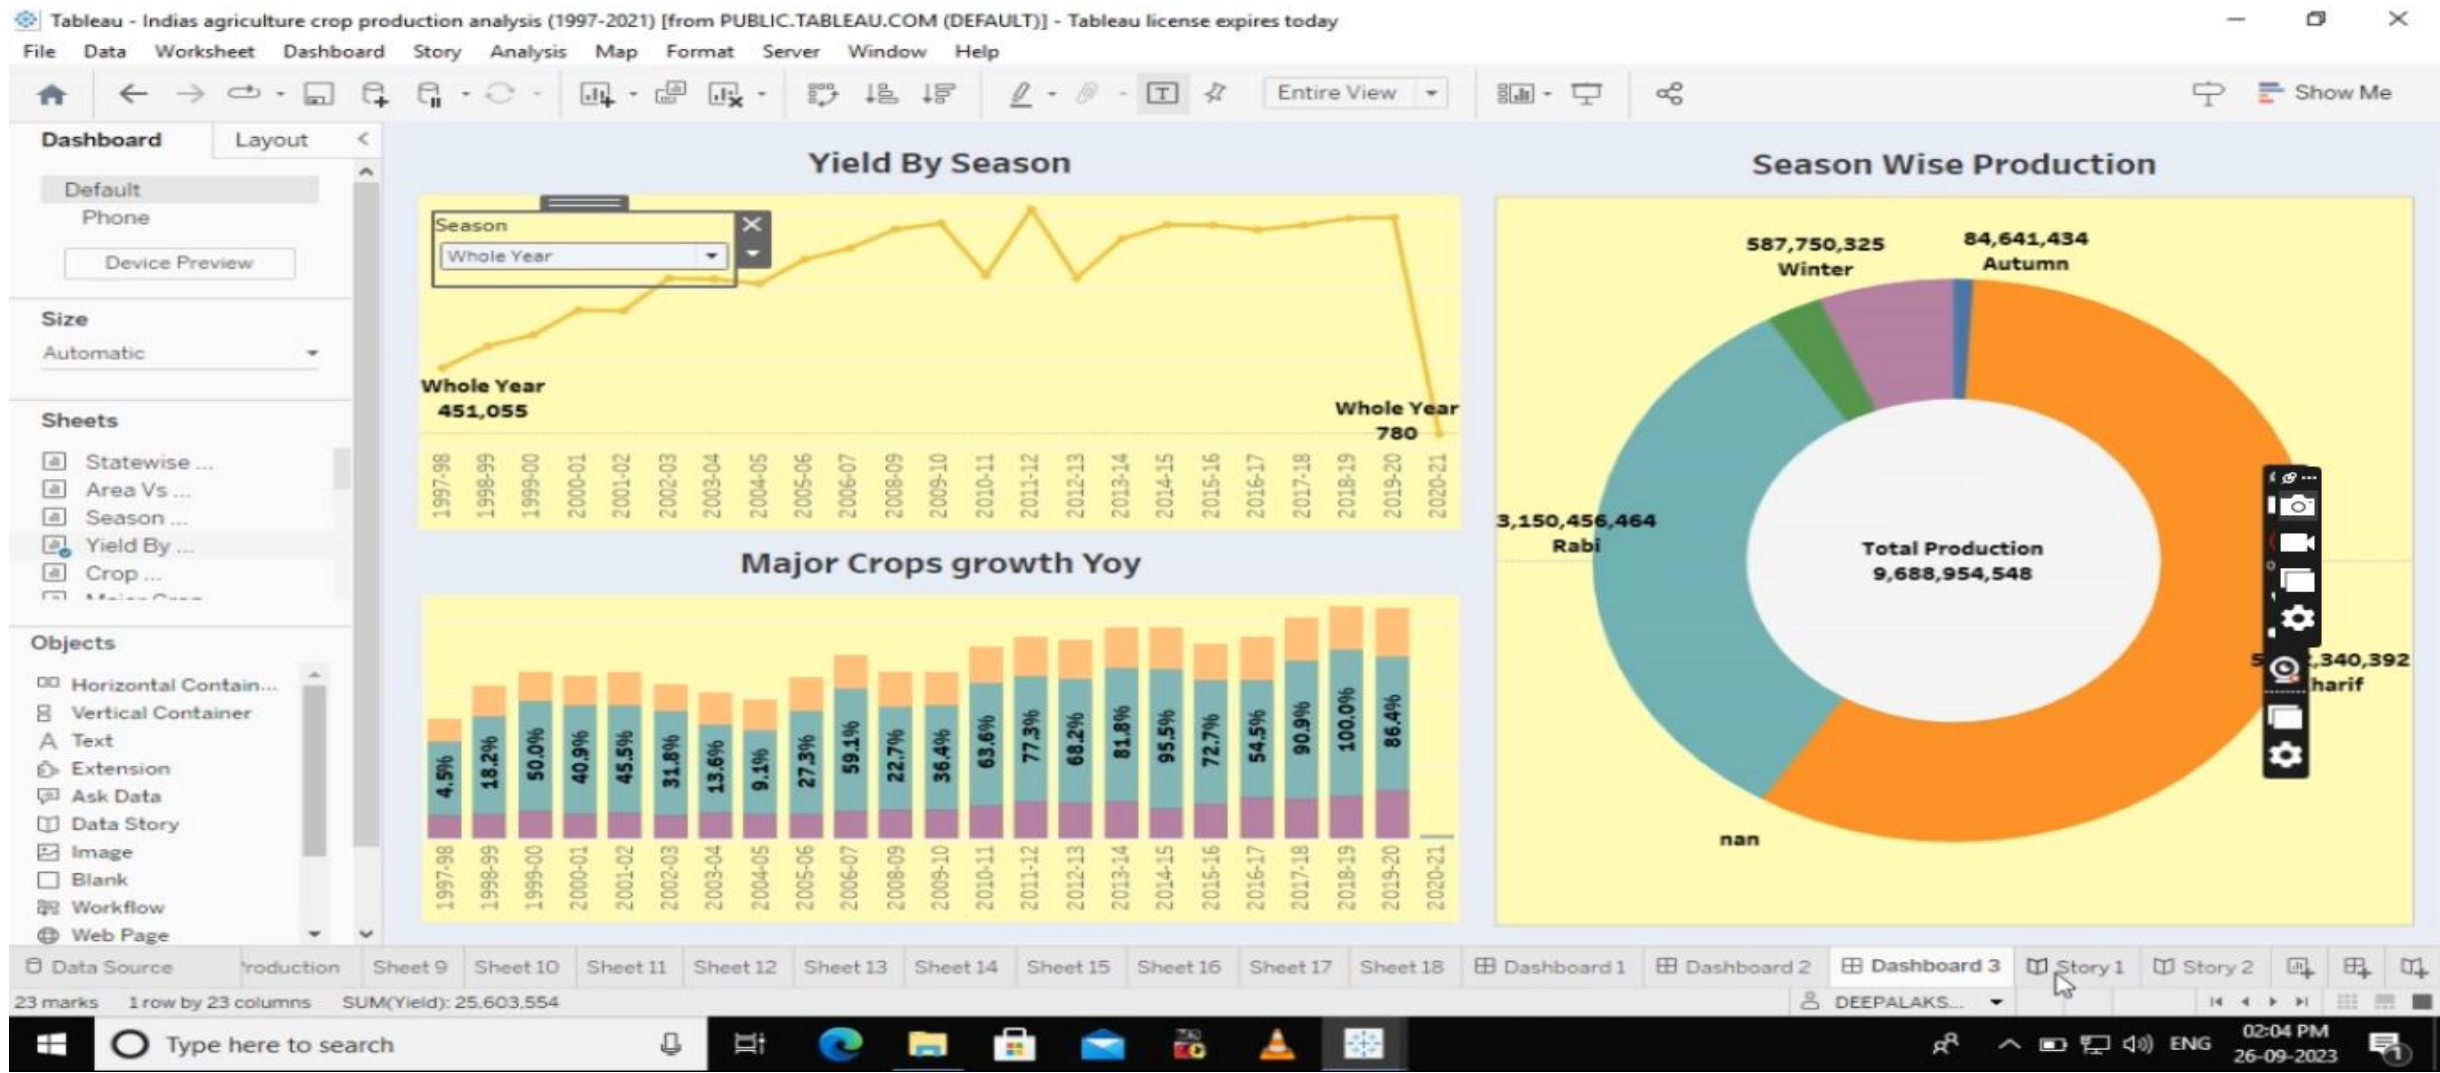 Tableau - Indias agriculture crop production analysis (1997-2021) [from PUBLIC.TABLEAU.COM (DEFAULT)] - Tableau license expires today
File Data Worksheet Dashboard Story Analysis Map Format Server Window Help
Entire View
Show Me
Dashboard Layout
Default
Phone
Device Preview
Size
Automatic
Sheets
Statewise ...
Area Vs ...
Season ...
Yield By ...
Crop ...
Objects
Horizontal Contain...
Vertical Container
Text
Extension
Ask Data
Data Story
Image
Blank
Workflow
Web Page
Yield By Season
Season
Whole Year
Whole Year
451,055
Whole Year
780
1997-98 1998-99 1999-00 2000-01 2001-02 2002-03 2003-04 2004-05 2005-06 2006-07 2008-09 2009-10 2010-11 2011-12 2012-13 2013-14 2014-15 2015-16 2016-17 2017-18 2018-19 2019-20 2020-21
Major Crops growth Yoy
4.5% 18.2% 50.0% 40.9% 45.5% 31.8% 13.6% 9.1% 27.3% 59.1% 22.7% 36.4% 63.6% 77.3% 68.2% 81.8% 95.5% 72.7% 54.5% 90.9% 100.0% 86.4%
1997-98 1998-99 1999-00 2000-01 2001-02 2002-03 2003-04 2004-05 2005-06 2006-07 2008-09 2009-10 2010-11 2011-12 2012-13 2013-14 2014-15 2015-16 2016-17 2017-18 2018-19 2019-20 2020-21
Season Wise Production
587,750,325
Winter
84,641,434
Autumn
3,150,456,464
Rabi
Total Production
9,688,954,548
,340,392
harif
nan
Data Source roduction Sheet 9 Sheet 10 Sheet 11 Sheet 12 Sheet 13 Sheet 14 Sheet 15 Sheet 16 Sheet 17 Sheet 18 Dashboard 1 Dashboard 2 Dashboard 3 Story 1 Story 2
23 marks 1 row by 23 columns SUM(Yield): 25,603,554
DEEPALAKS...
Type here to search
ENG
02:04 PM
26-09-2023